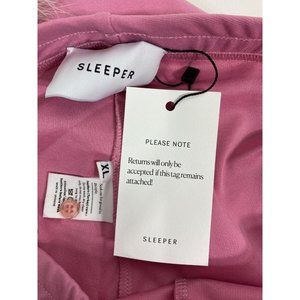 SLEEPER
PLEASE NOTE
Returns will only be
accepted if this tag remains
attached!
SLEEPER
XL